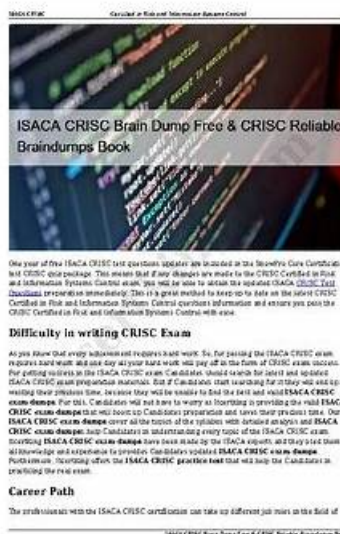 ISACA CRISC
Certified in Risk and Information Systems Control
ISACA CRISC Brain Dump Free & CRISC Reliable
Braindumps Book
One year of free ISACA CRISC test questions updates are included in the Core Certificate
test CRISC quiz package. This means that if any changes are made to the CRISC Certified in Risk
and Information Systems Control exam, you will be able to obtain the updated ISACA CRISC Test
Questions preparation immediately. This is a great method to keep up to date on the latest CRISC
Certified in Risk and Information Systems Control questions information and ensure you pass the
CRISC Certified in Risk and Information Systems Control with ease.
Difficulty in writing CRISC Exam
As you know that every achievement requires hard work. So, for passing the ISACA CRISC exam
requires hard work and one day all your hard work will pay off in the form of CRISC exam success.
For getting success in the ISACA CRISC exam Candidates should search for latest and updated
ISACA CRISC exam preparation materials. But if Candidates start searching for it they will end up
wasting their precious time, because they will be unable to find the best and valid ISACA CRISC
exam dumps. For this, Candidates will not have to worry as is providing the valid ISAC
CRISC exam dumps that will boost up Candidates preparation and saves their precious time. Our
ISACA CRISC exam dumps cover all the topics of the syllabus with detailed analysis and ISACA
CRISC exam dumps help Candidates in understanding every topic of the ISACA CRISC exam.
ISACA CRISC exam dumps have been made by the ISACA experts and they used their
all knowledge and experience to provides Candidates updated ISACA CRISC exam dumps.
Furthermore, offers the ISACA CRISC practice test that will help the Candidates in
practicing the real exam.
Career Path
The professionals with the ISACA CRISC certification can take up different job roles in the field of